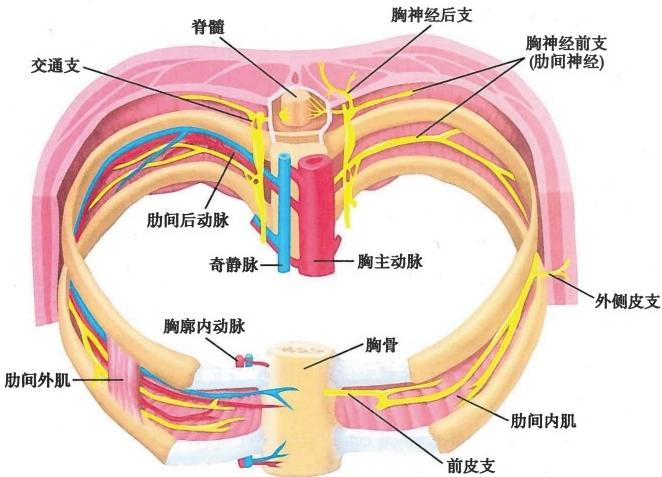 胸神经后支
脊髓
胸神经前支
(肋间神经)
交通支
肋间后动脉
奇静脉
胸主动脉
外侧皮支
胸廓内动脉
胸骨
肋间外肌
肋间内肌
前皮支